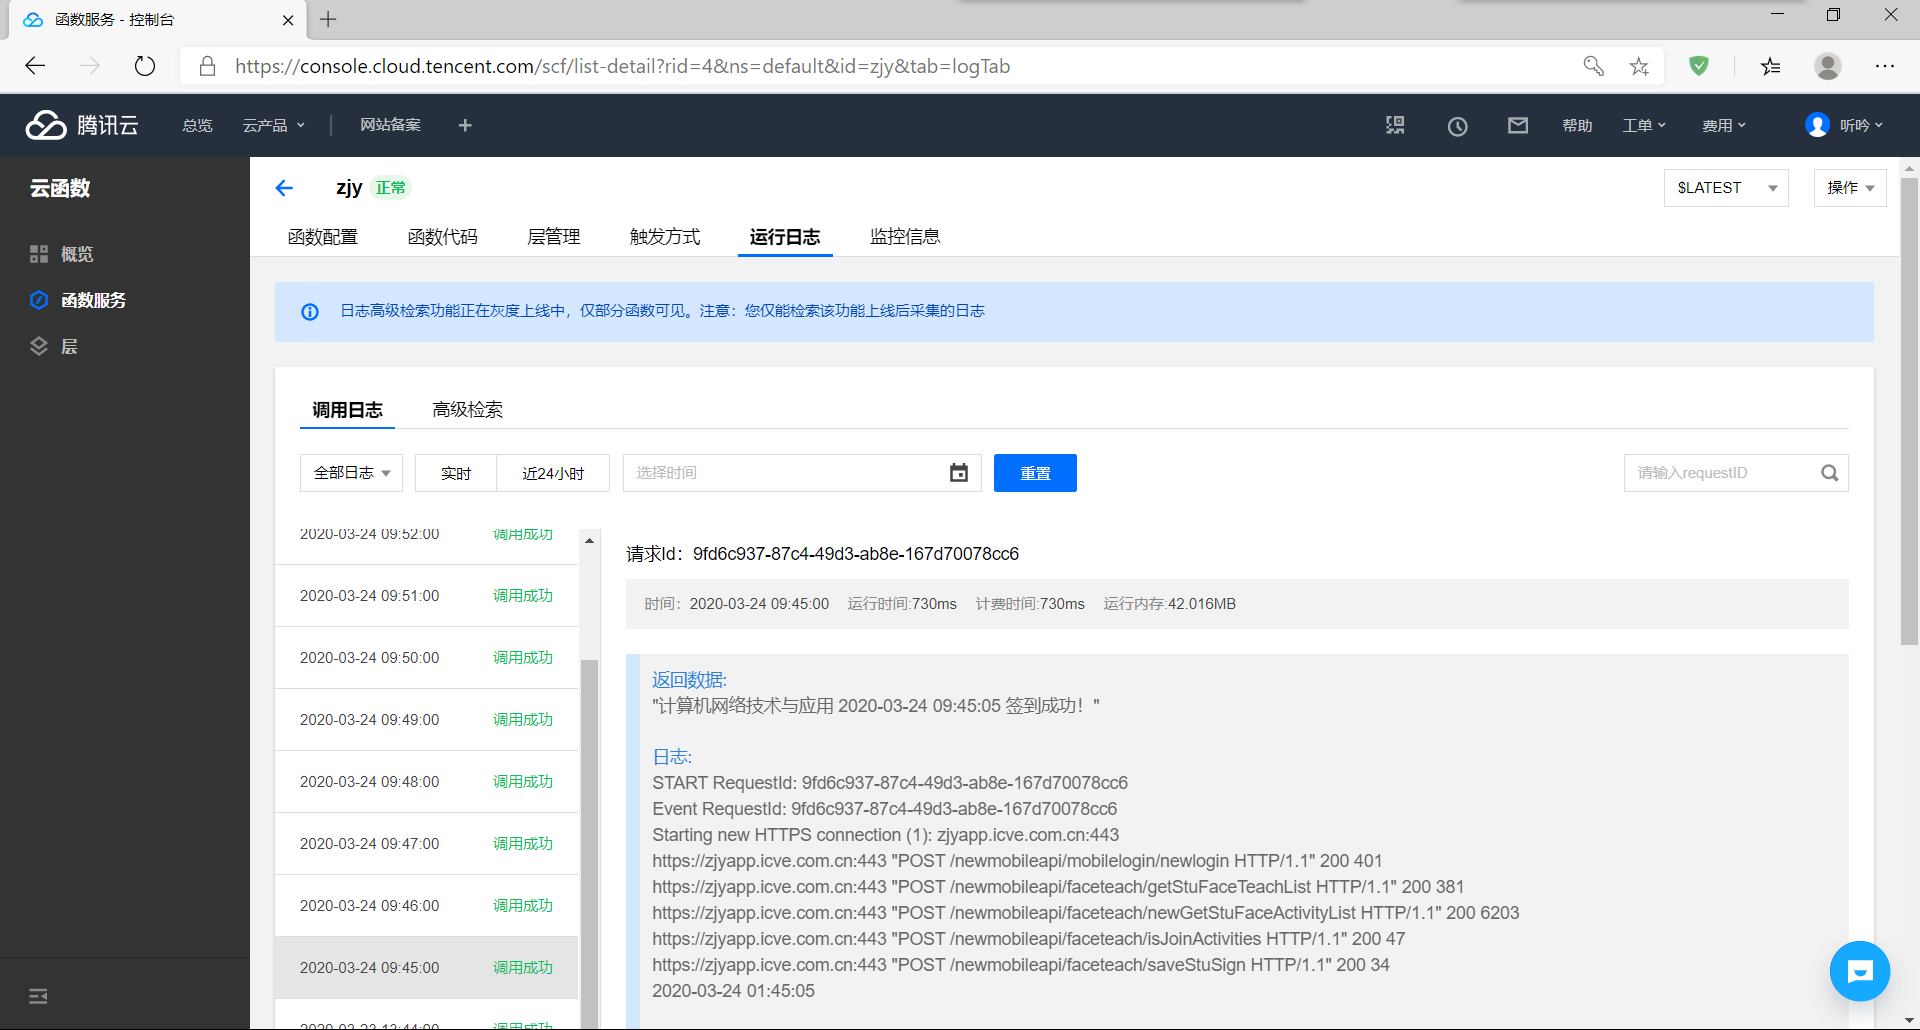 函数服务 - 控制台
https://console.cloud.tencent.com/scf/list-detail?rid=4&ns=default&id=zjy&tab=logTab
腾讯云 总览 云产品 网站备案 帮助 工单 费用 听吟
云函数
概览
函数服务
层
zjy 正常 $LATEST 操作
函数配置 函数代码 层管理 触发方式 运行日志 监控信息
日志高级检索功能正在灰度上线中，仅部分函数可见。注意：您仅能检索该功能上线后采集的日志
调用日志 高级检索
全部日志 实时 近24小时 选择时间 重置 请输入requestID
2020-03-24 09:52:00 调用成功
2020-03-24 09:51:00 调用成功
2020-03-24 09:50:00 调用成功
2020-03-24 09:49:00 调用成功
2020-03-24 09:48:00 调用成功
2020-03-24 09:47:00 调用成功
2020-03-24 09:46:00 调用成功
2020-03-24 09:45:00 调用成功
2020-03-23 13:44:00 调用成功
请求Id：9fd6c937-87c4-49d3-ab8e-167d70078cc6
时间：2020-03-24 09:45:00 运行时间:730ms 计费时间:730ms 运行内存:42.016MB
返回数据:
"计算机网络技术与应用 2020-03-24 09:45:05 签到成功！"
日志:
START RequestId: 9fd6c937-87c4-49d3-ab8e-167d70078cc6
Event RequestId: 9fd6c937-87c4-49d3-ab8e-167d70078cc6
Starting new HTTPS connection (1): zjyapp.icve.com.cn:443
https://zjyapp.icve.com.cn:443 "POST /newmobileapi/mobilelogin/newlogin HTTP/1.1" 200 401
https://zjyapp.icve.com.cn:443 "POST /newmobileapi/faceteach/getStuFaceTeachList HTTP/1.1" 200 381
https://zjyapp.icve.com.cn:443 "POST /newmobileapi/faceteach/newGetStuFaceActivityList HTTP/1.1" 200 6203
https://zjyapp.icve.com.cn:443 "POST /newmobileapi/faceteach/isJoinActivities HTTP/1.1" 200 47
https://zjyapp.icve.com.cn:443 "POST /newmobileapi/faceteach/saveStuSign HTTP/1.1" 200 34
2020-03-24 01:45:05